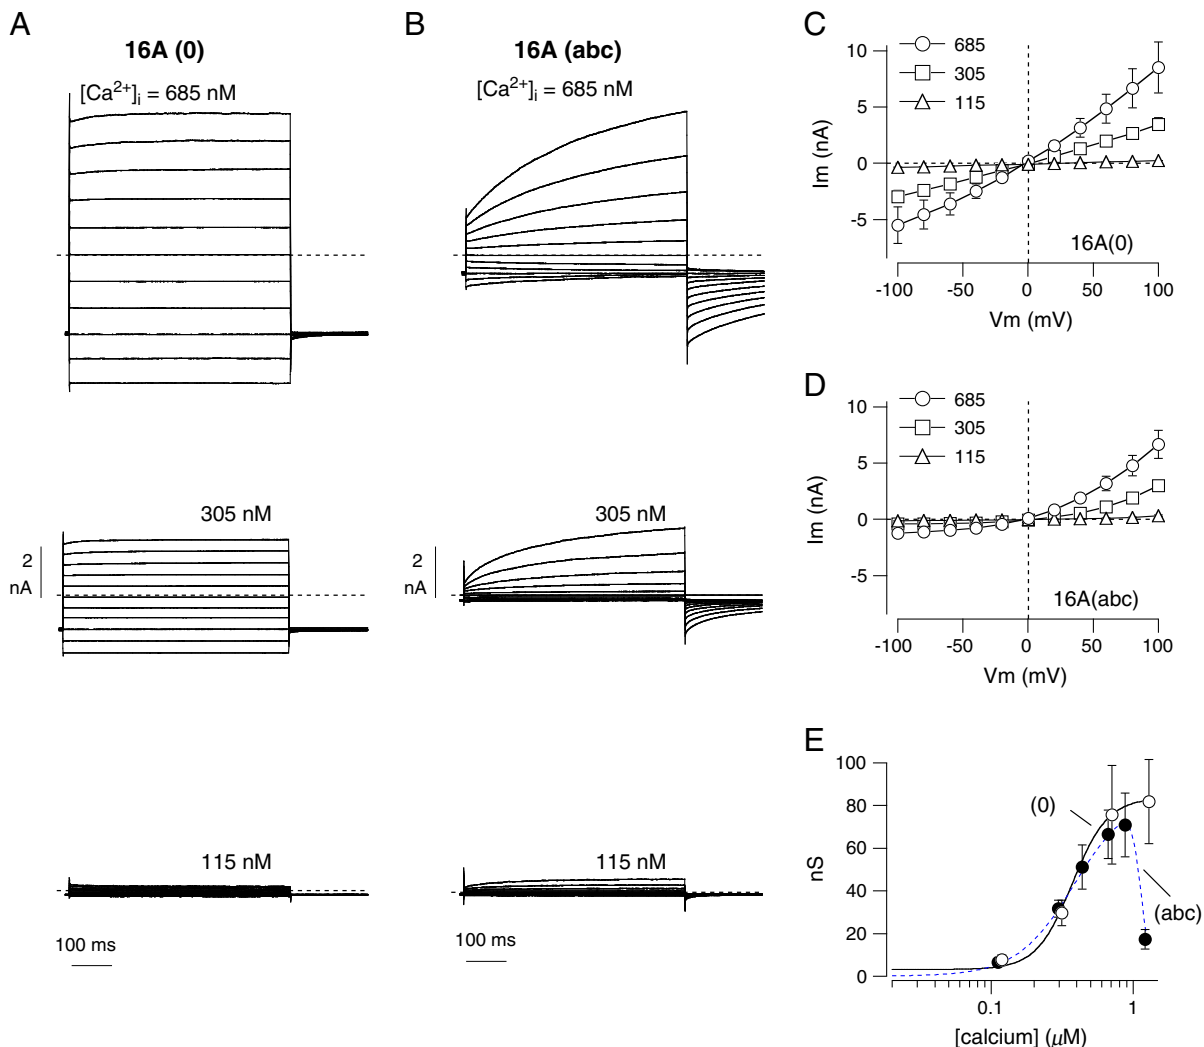 A
16A (0)
[Ca²⁺]ᵢ = 685 nM
305 nM
2
nA
115 nM
100 ms
B
16A (abc)
[Ca²⁺]ᵢ = 685 nM
305 nM
2
nA
115 nM
100 ms
C
10
5
0
-5
Im (nA)
685
305
115
16A(0)
-100
-50
0
50
100
Vm (mV)
D
10
5
0
-5
Im (nA)
685
305
115
16A(abc)
-100
-50
0
50
100
Vm (mV)
E
100
80
60
40
20
0
nS
(0)
(abc)
0.1
1
[calcium] (μM)